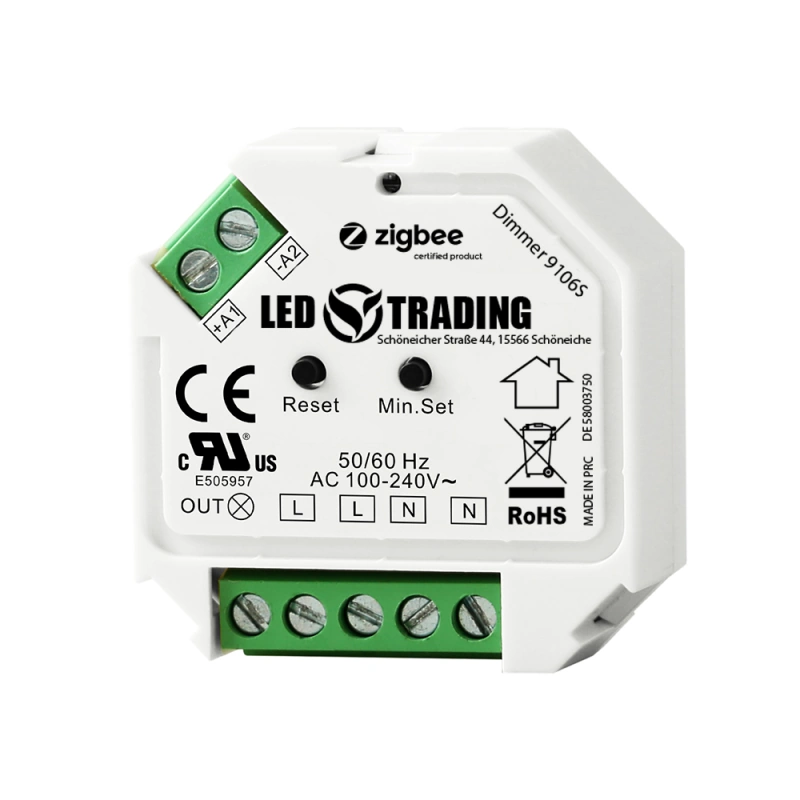 zigbee
certified product
Dimmer 9106S
-A2
+A1
LED TRADING
Schöneicher Straße 44, 15566 Schöneiche
Reset
Min.Set
CE
c RU US
®
E505957
50/60 Hz
AC 100-240V~
OUT
L
L
N
N
RoHS
MADE IN PRC DE 58003750